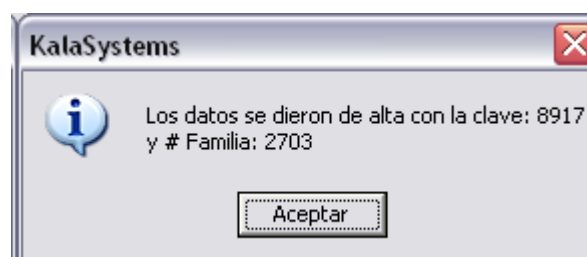 KalaSystems
Los datos se dieron de alta con la clave: 8917
y # Familia: 2703
Aceptar